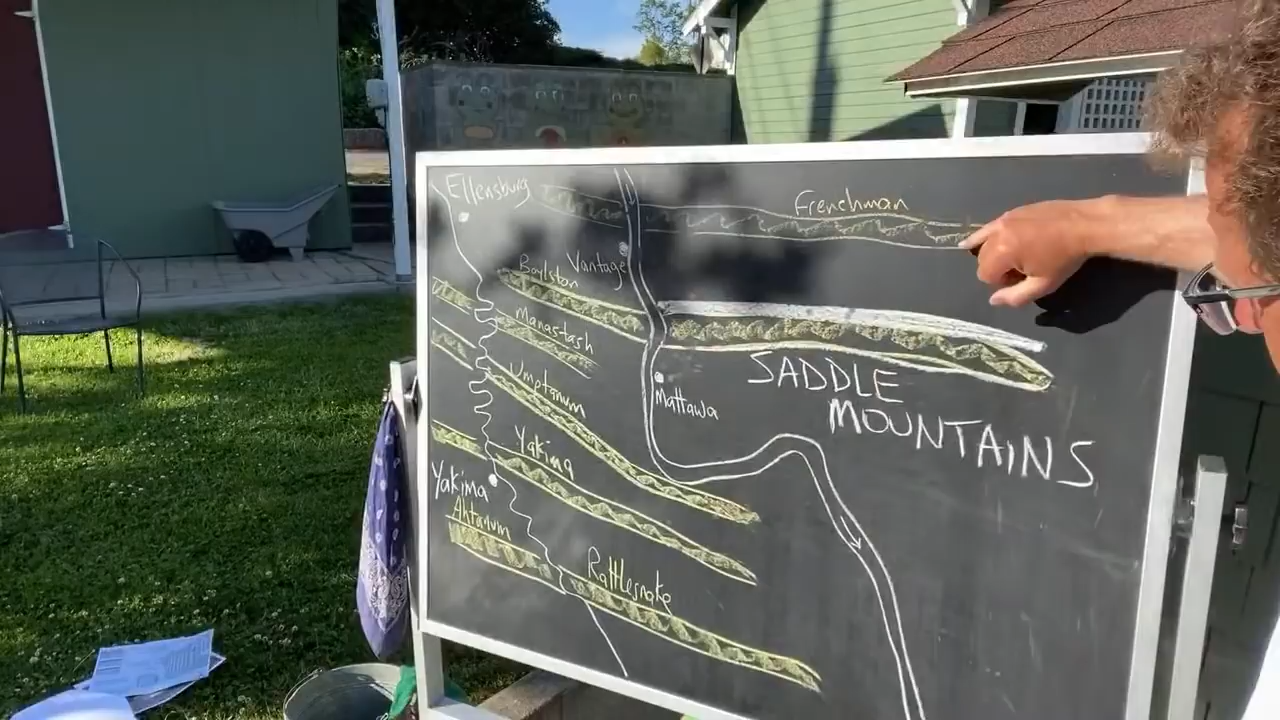 Ellensburg
Frenchman
Vantage
Boylston
Manastash
SADDLE
MOUNTAINS
Umptanum
Mattawa
Yakima
Yakima
Ahtanum
Rattlesnake